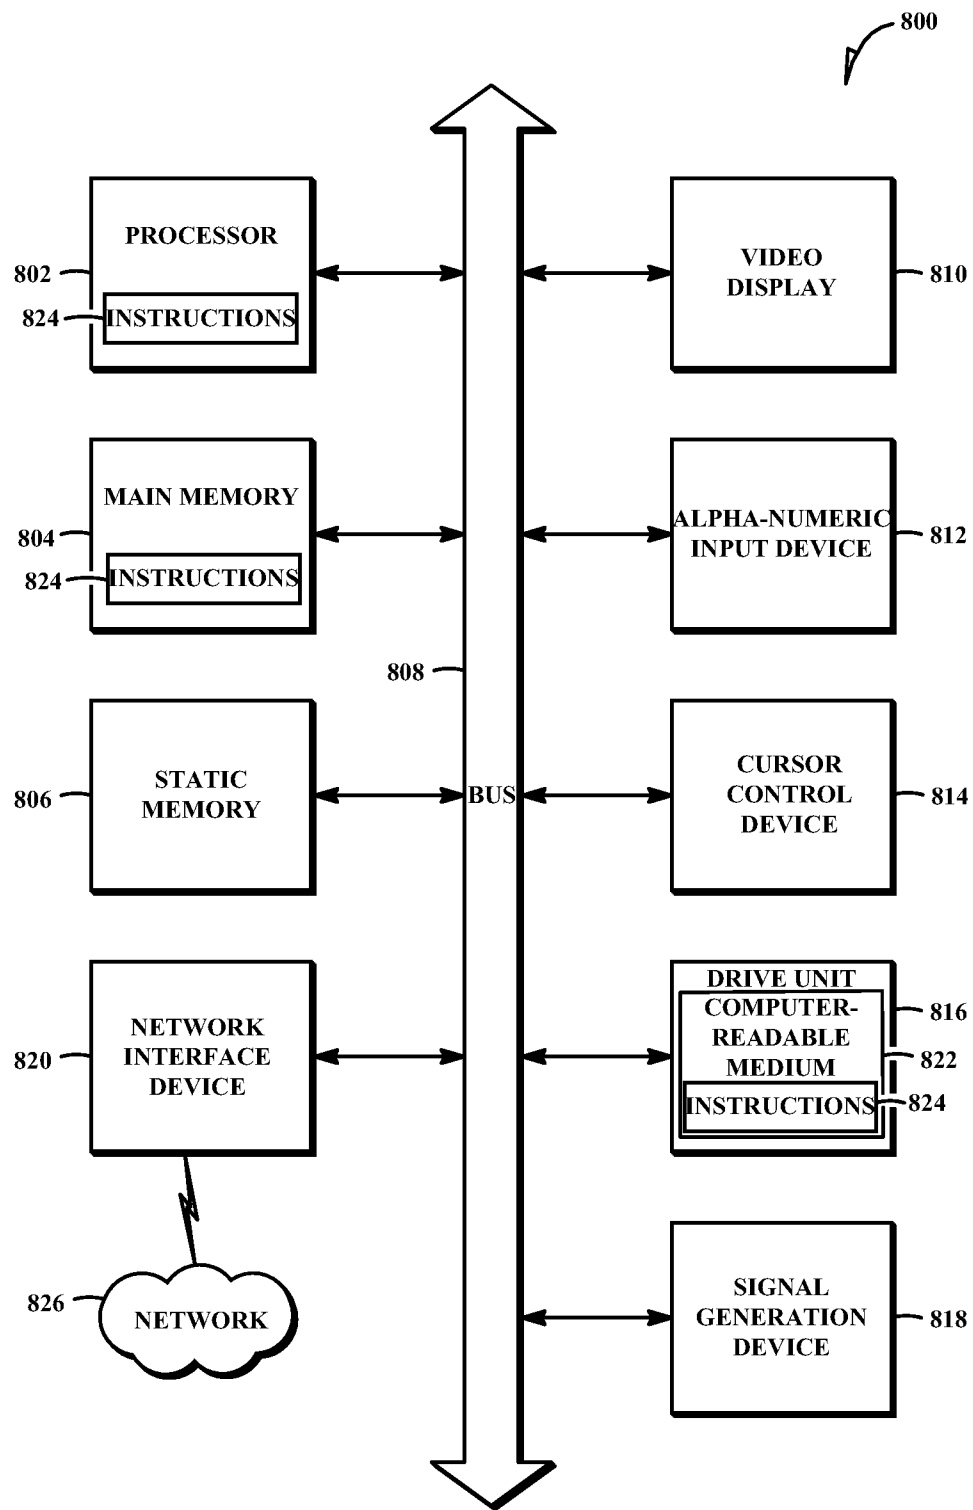 800
PROCESSOR
802
824
INSTRUCTIONS
MAIN MEMORY
804
824
INSTRUCTIONS
808
STATIC
MEMORY
806
BUS
NETWORK
INTERFACE
DEVICE
820
826
NETWORK
VIDEO
DISPLAY
810
ALPHA-NUMERIC
INPUT DEVICE
812
CURSOR
CONTROL
DEVICE
814
DRIVE UNIT
816
COMPUTER-
READABLE
MEDIUM
822
INSTRUCTIONS
824
SIGNAL
GENERATION
DEVICE
818